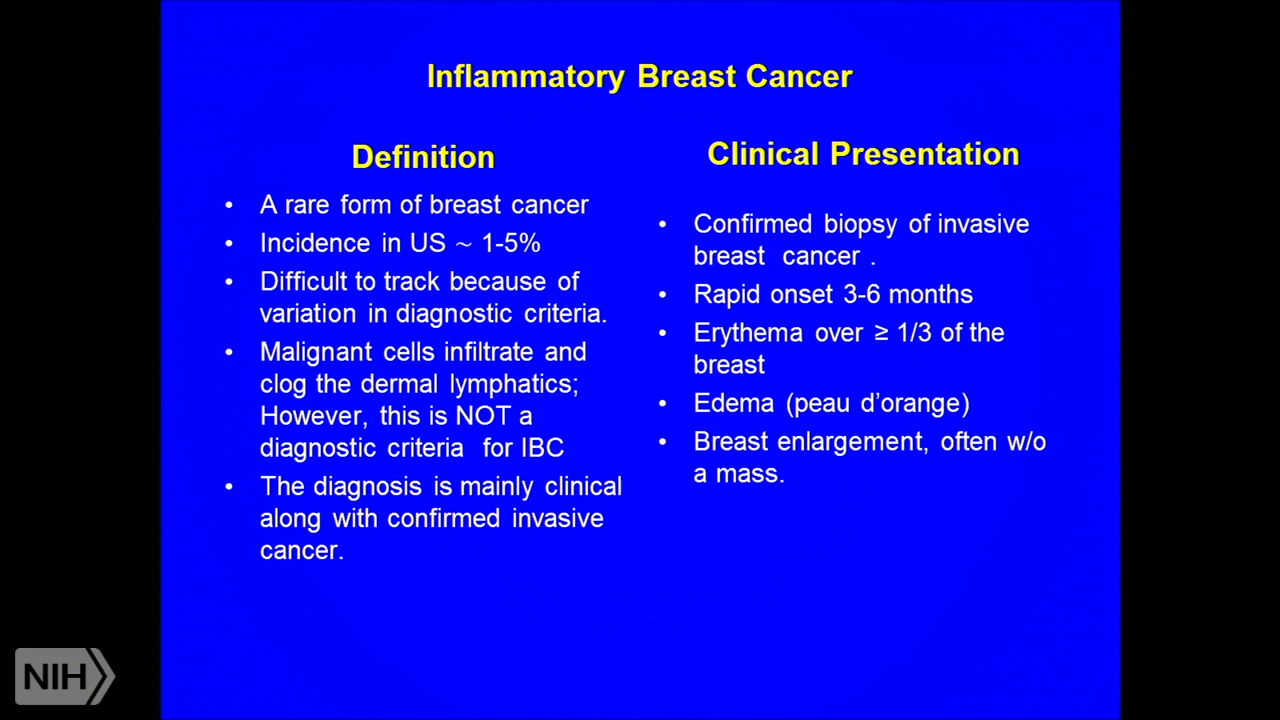 Inflammatory Breast Cancer
Definition
• A rare form of breast cancer
• Incidence in US ~ 1-5%
• Difficult to track because of
variation in diagnostic criteria.
• Malignant cells infiltrate and
clog the dermal lymphatics;
However, this is NOT a
diagnostic criteria for IBC
• The diagnosis is mainly clinical
along with confirmed invasive
cancer.
Clinical Presentation
• Confirmed biopsy of invasive
breast cancer .
• Rapid onset 3-6 months
• Erythema over ≥ 1/3 of the
breast
• Edema (peau d’orange)
• Breast enlargement, often w/o
a mass.
NIH